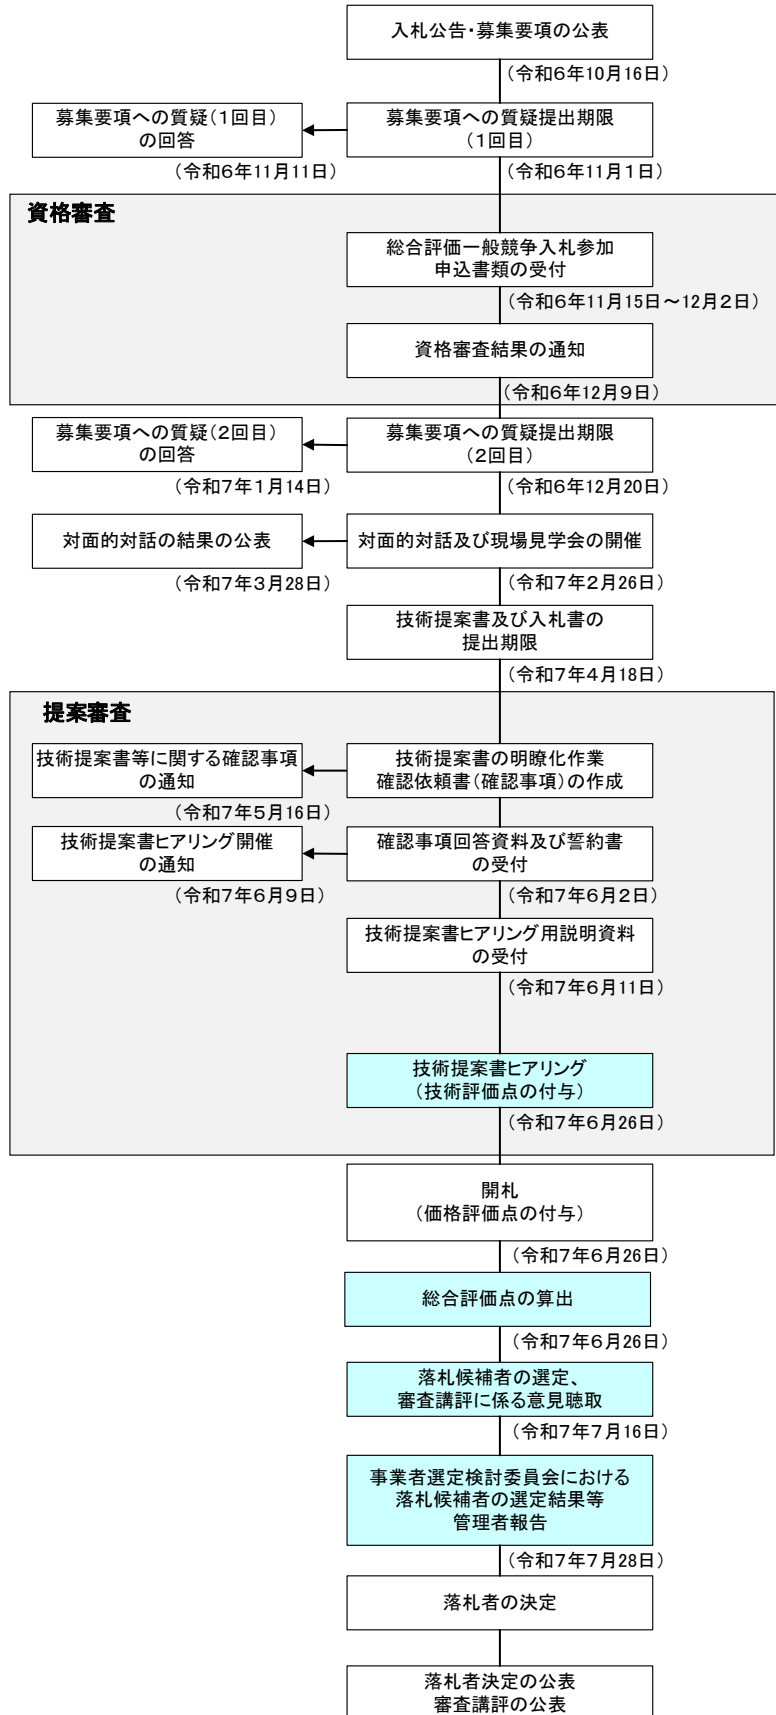 入札公告・募集要項の公表
（令和6年10月16日）
募集要項への質疑（1回目）
の回答
（令和6年11月11日）
募集要項への質疑提出期限
（1回目）
（令和6年11月1日）
資格審査
総合評価一般競争入札参加
申込書類の受付
（令和6年11月15日～12月2日）
資格審査結果の通知
（令和6年12月9日）
募集要項への質疑（2回目）
の回答
（令和7年1月14日）
募集要項への質疑提出期限
（2回目）
（令和6年12月20日）
対面的対話の結果の公表
（令和7年3月28日）
対面的対話及び現場見学会の開催
（令和7年2月26日）
技術提案書及び入札書の
提出期限
（令和7年4月18日）
提案審査
技術提案書等に関する確認事項
の通知
（令和7年5月16日）
技術提案書の明瞭化作業
確認依頼書（確認事項）の作成
技術提案書ヒアリング開催
の通知
（令和7年6月9日）
確認事項回答資料及び誓約書
の受付
（令和7年6月2日）
技術提案書ヒアリング用説明資料
の受付
（令和7年6月11日）
技術提案書ヒアリング
（技術評価点の付与）
（令和7年6月26日）
開札
（価格評価点の付与）
（令和7年6月26日）
総合評価点の算出
（令和7年6月26日）
落札候補者の選定、
審査講評に係る意見聴取
（令和7年7月16日）
事業者選定検討委員会における
落札候補者の選定結果等
管理者報告
（令和7年7月28日）
落札者の決定
落札者決定の公表
審査講評の公表